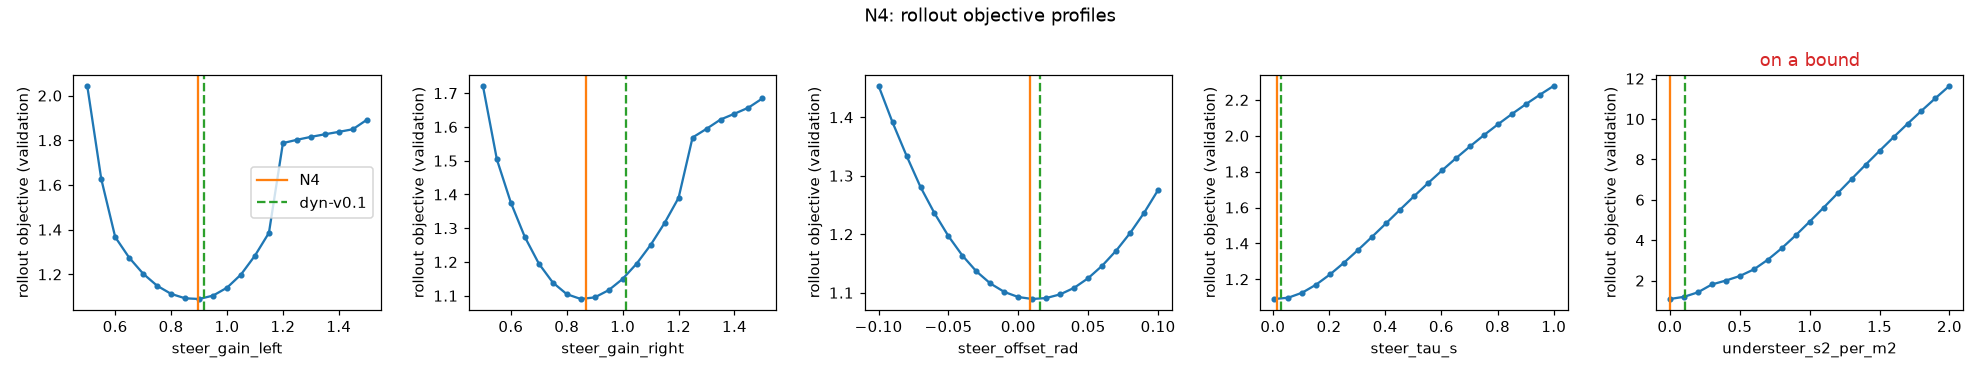 N4: rollout objective profiles
rollout objective (validation)
2.0
1.8
1.6
1.4
1.2
0.6 0.8 1.0 1.2 1.4
steer_gain_left
N4
dyn-v0.1
rollout objective (validation)
1.7
1.6
1.5
1.4
1.3
1.2
1.1
0.6 0.8 1.0 1.2 1.4
steer_gain_right
rollout objective (validation)
1.4
1.3
1.2
1.1
−0.10 −0.05 0.00 0.05 0.10
steer_offset_rad
rollout objective (validation)
2.2
2.0
1.8
1.6
1.4
1.2
0.0 0.2 0.4 0.6 0.8 1.0
steer_tau_s
on a bound
rollout objective (validation)
12
10
8
6
4
2
0.0 0.5 1.0 1.5 2.0
understeer_s2_per_m2